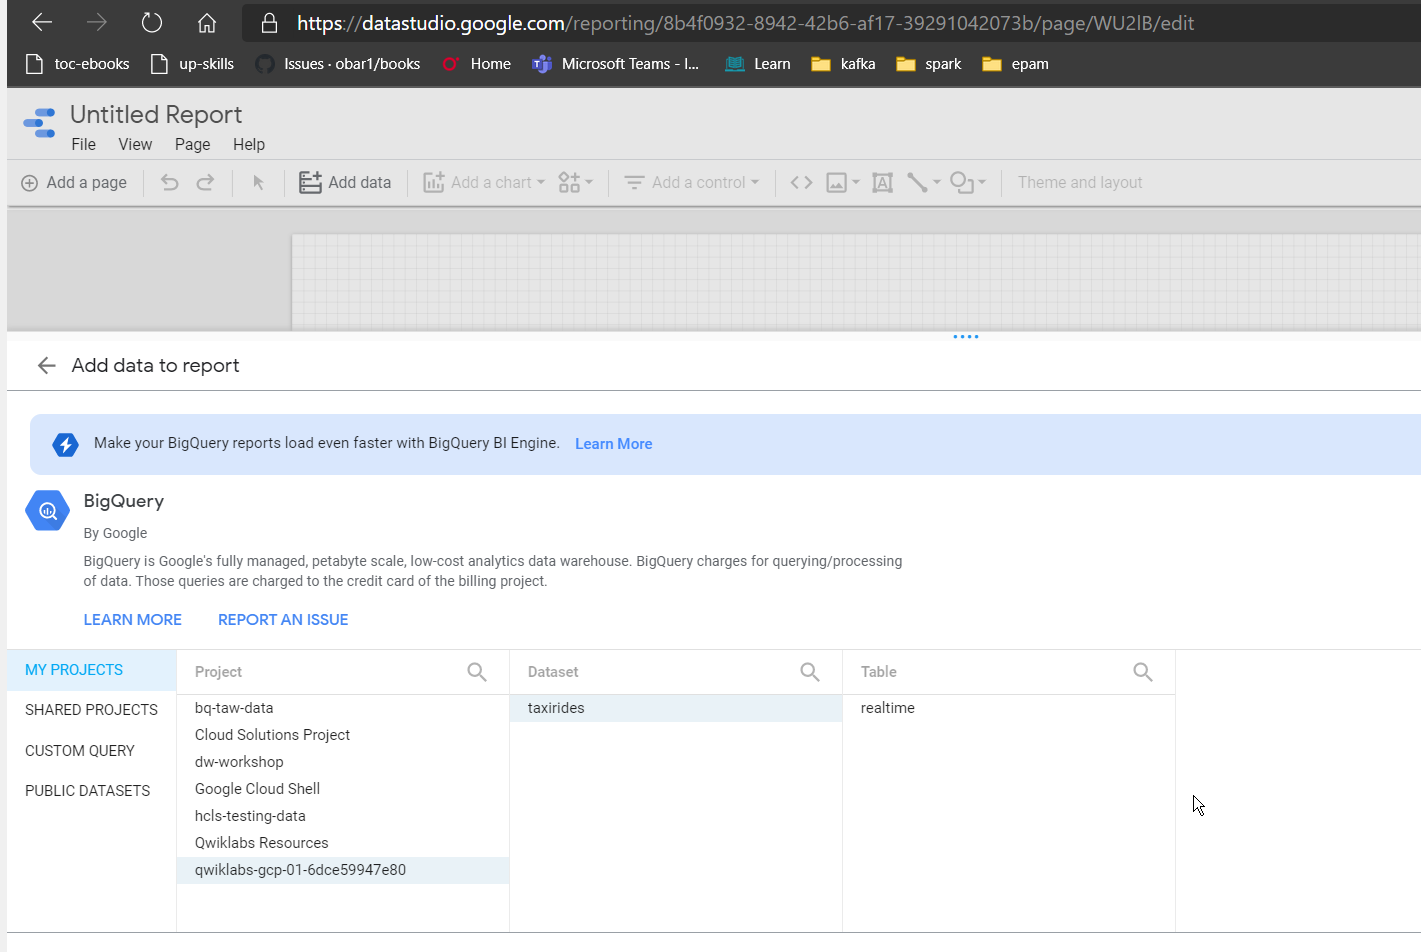 https://datastudio.google.com/reporting/8b4f0932-8942-42b6-af17-39291042073b/page/WU2lB/edit
toc-ebooks up-skills Issues · obar1/books Home Microsoft Teams - I... Learn kafka spark epam
Untitled Report
File View Page Help
Add a page Add data Add a chart Add a control Theme and layout
Add data to report
Make your BigQuery reports load even faster with BigQuery BI Engine. Learn More
BigQuery
By Google
BigQuery is Google's fully managed, petabyte scale, low-cost analytics data warehouse. BigQuery charges for querying/processing
of data. Those queries are charged to the credit card of the billing project.
LEARN MORE REPORT AN ISSUE
MY PROJECTS
SHARED PROJECTS
CUSTOM QUERY
PUBLIC DATASETS
Project
bq-taw-data
Cloud Solutions Project
dw-workshop
Google Cloud Shell
hcls-testing-data
Qwiklabs Resources
qwiklabs-gcp-01-6dce59947e80
Dataset
taxirides
Table
realtime